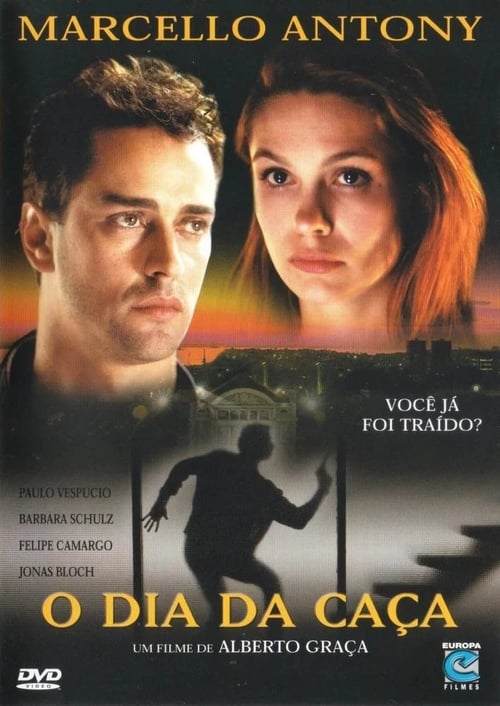 MARCELLO ANTONY
VOCÊ JÁ
FOI TRAÍDO?
PAULO VESPUCIO
BARBARA SCHULZ
FELIPE CAMARGO
JONAS BLOCH
O DIA DA CAÇA
UM FILME DE ALBERTO GRAÇA
DVD
VIDEO
EUROPA
FILMES